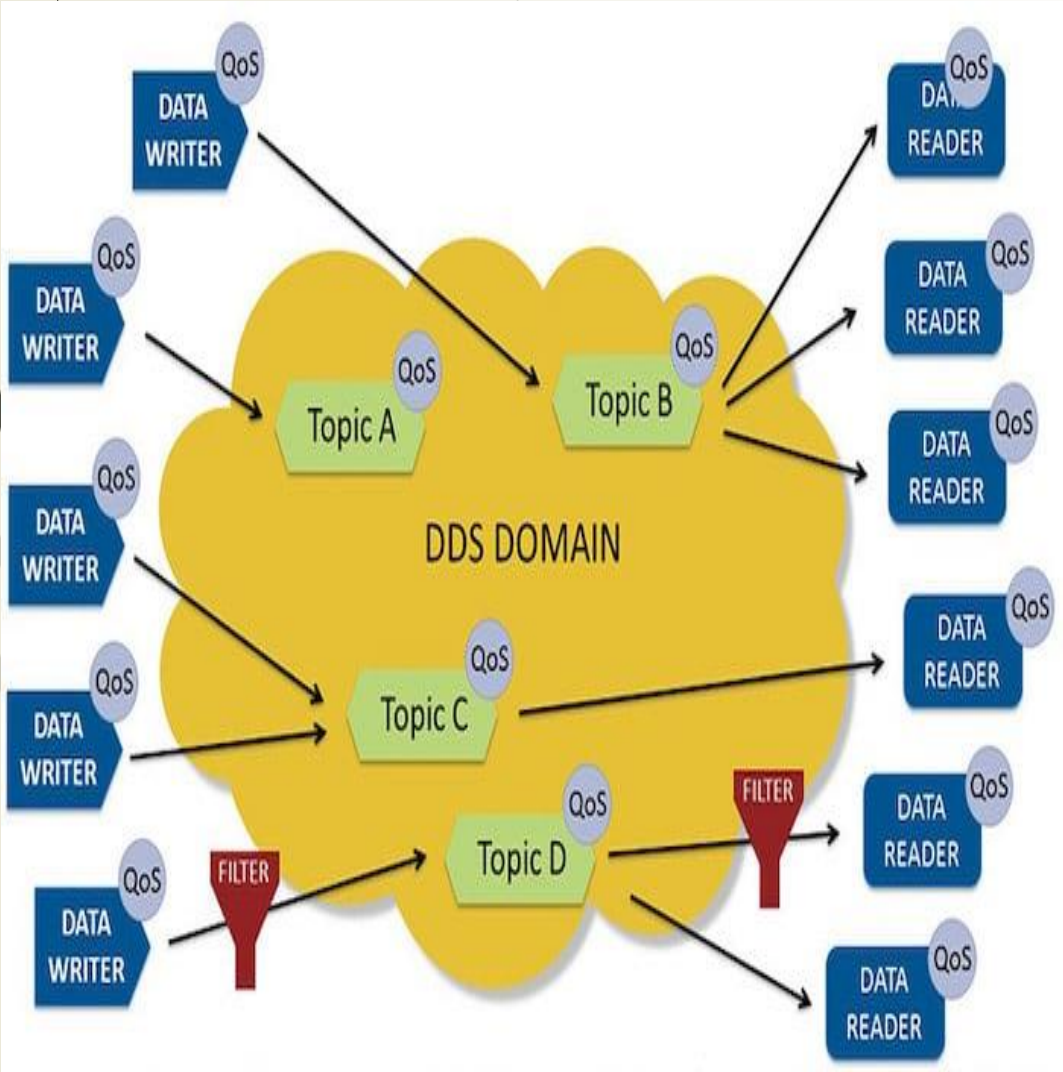 QoS
DATA
WRITER
QoS
DATA
READER
QoS
DATA
WRITER
QoS
DATA
READER
QoS
Topic A
QoS
Topic B
QoS
DATA
READER
QoS
DATA
WRITER
DDS DOMAIN
QoS
DATA
READER
QoS
DATA
WRITER
QoS
Topic C
QoS
DATA
READER
FILTER
QoS
Topic D
QoS
DATA
WRITER
FILTER
QoS
DATA
READER